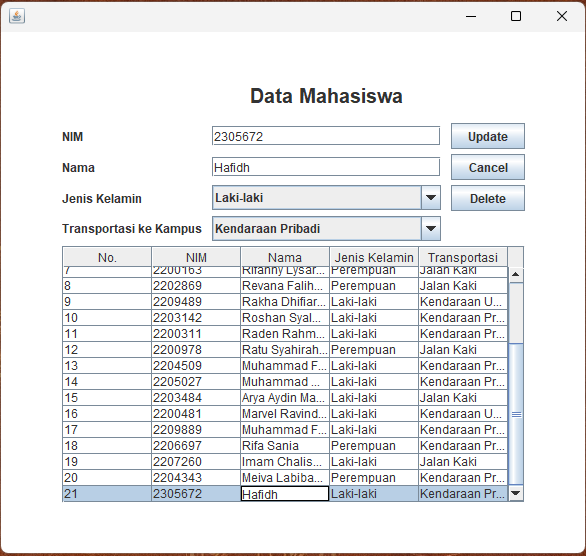 Data Mahasiswa
NIM 2305672 Update
Nama Hafidh Cancel
Jenis Kelamin Laki-laki Delete
Transportasi ke Kampus Kendaraan Pribadi
No. NIM Nama Jenis Kelamin Transportasi
7 2200163 Rifanny Lysar... Perempuan Jalan Kaki
8 2202869 Revana Falih... Perempuan Jalan Kaki
9 2209489 Rakha Dhifiar... Laki-laki Kendaraan U...
10 2203142 Roshan Syal... Laki-laki Kendaraan Pr...
11 2200311 Raden Rahm... Laki-laki Kendaraan Pr...
12 2200978 Ratu Syahirah... Perempuan Jalan Kaki
13 2204509 Muhammad F... Laki-laki Kendaraan Pr...
14 2205027 Muhammad ... Laki-laki Kendaraan Pr...
15 2203484 Arya Aydin Ma... Laki-laki Jalan Kaki
16 2200481 Marvel Ravind... Laki-laki Kendaraan U...
17 2209889 Muhammad F... Laki-laki Kendaraan Pr...
18 2206697 Rifa Sania Perempuan Kendaraan Pr...
19 2207260 Imam Chalis... Laki-laki Jalan Kaki
20 2204343 Meiva Labiba... Perempuan Kendaraan Pr...
21 2305672 Hafidh Laki-laki Kendaraan Pr...